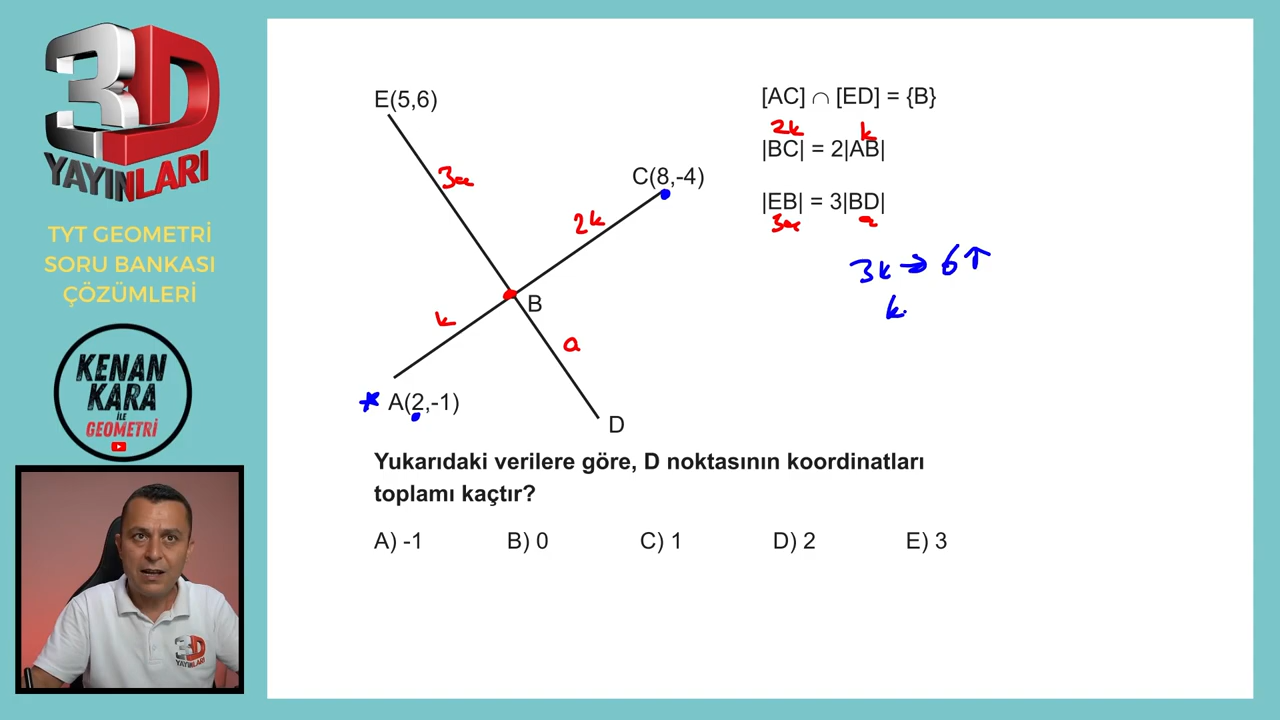 3D
YAYINLARI
TYT GEOMETRİ
SORU BANKASI
ÇÖZÜMLERİ
KENAN
KARA
İLE
GEOMETRİ
3D
YAYINLARI
E(5,6)
3a
C(8,-4)
2k
B
k
a
A(2,-1)
D
[AC] ∩ [ED] = {B}
2k k
|BC| = 2|AB|
|EB| = 3|BD|
3a a
3k → 6↑
k
Yukarıdaki verilere göre, D noktasının koordinatları
toplamı kaçtır?
A) -1 B) 0 C) 1 D) 2 E) 3